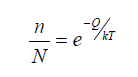 n/N = e^{-Q/kT}